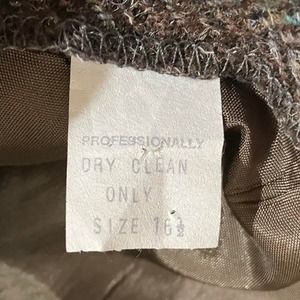 PROFESSIONALLY
DRY CLEAN
ONLY
SIZE 16½